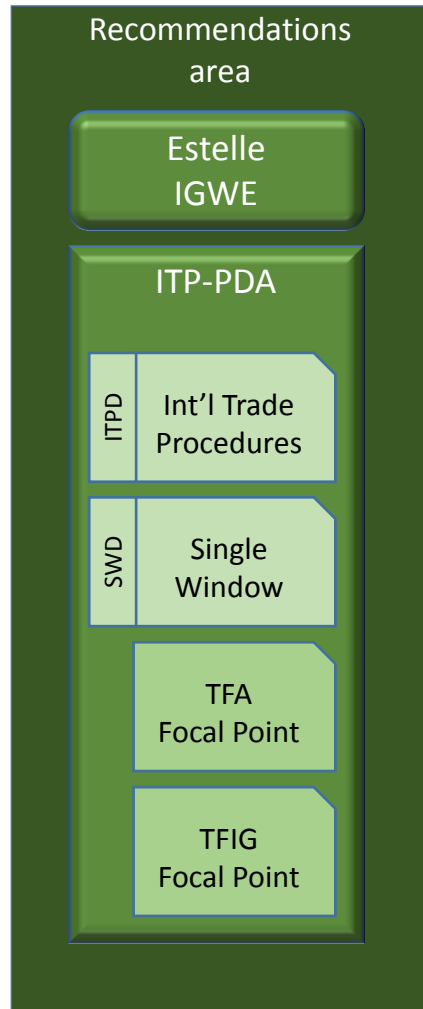 Recommendations
area
Estelle
IGWE
ITP-PDA
ITPD
Int'l Trade
Procedures
SWD
Single
Window
TFA
Focal Point
TFIG
Focal Point